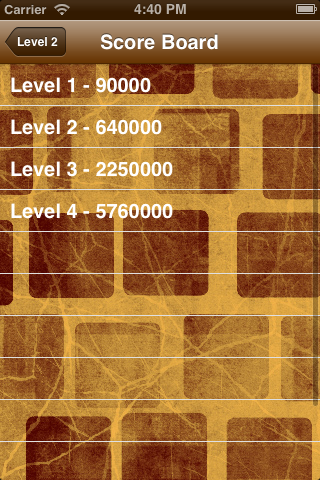 Carrier 4:40 PM
Level 2 Score Board
Level 1 - 90000
Level 2 - 640000
Level 3 - 2250000
Level 4 - 5760000